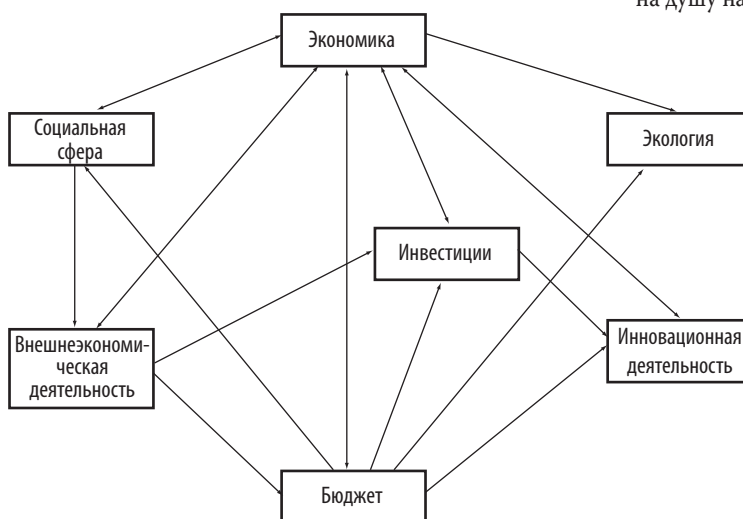 на душу на
Экономика
Социальная
сфера
Экология
Инвестиции
Внешнеэкономи-
ческая
деятельность
Инновационная
деятельность
Бюджет